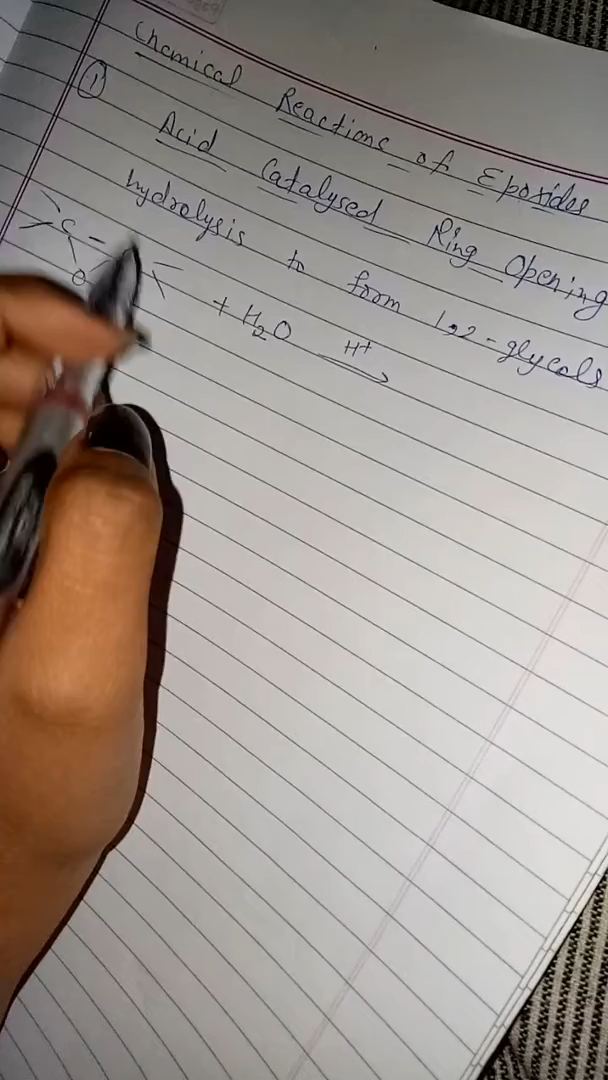 Chemical Reactions of Epoxides
① Acid Catalysed Ring Opening
hydrolysis to from 1,2-glycols
C - + H₂O H⁺ →
O